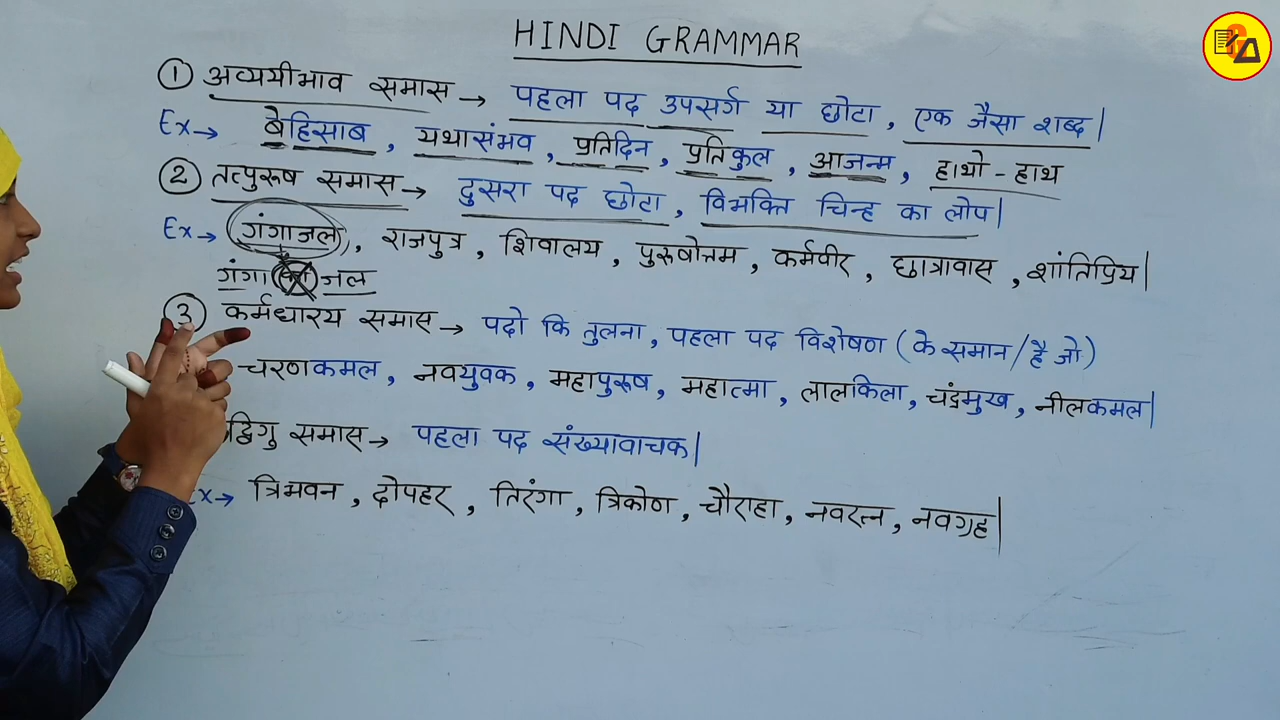 HINDI GRAMMAR
① अव्ययीभाव समास → पहला पद उपसर्ग या छोटा, एक जैसा शब्द|
Ex→ बेहिसाब, यथासंभव, प्रतिदिन, प्रतिकुल, आजन्म, हाथो-हाथ
② तत्पुरूष समास → दुसरा पद छोटा, विभक्ति चिन्ह का लोप|
Ex→ गंगाजल, राजपुत्र, शिवालय, पुरूषोत्तम, कर्मवीर, छात्रावास, शांतिप्रिय|
गंगा जल
③ कर्मधारय समास → पदो कि तुलना, पहला पद विशेषण (के समान/है जो)
चरणकमल, नवयुवक, महापुरूष, महात्मा, लालकिला, चंद्रमुख, नीलकमल|
द्विगु समास → पहला पद संख्यावाचक|
Ex→ त्रिभवन, दोपहर, तिरंगा, त्रिकोण, चौराहा, नवरत्न, नवग्रह|